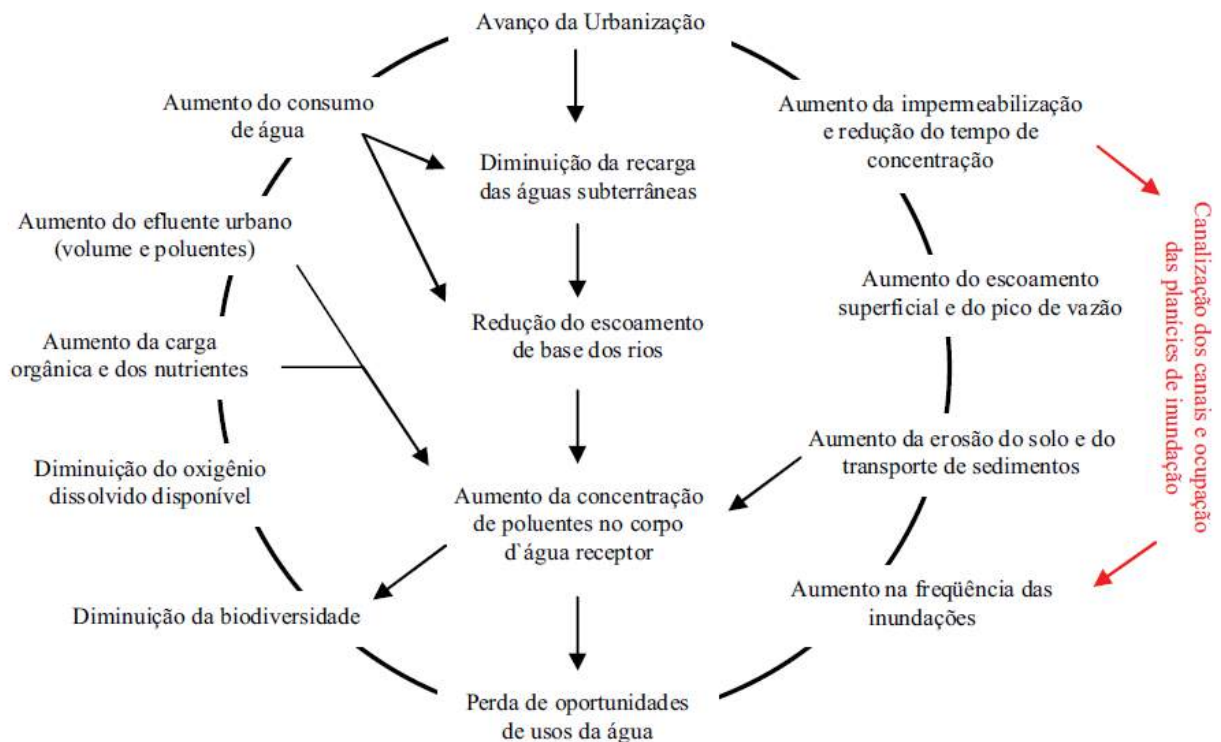 Avanço da Urbanização
Aumento do consumo
de água
Aumento da impermeabilização
e redução do tempo de
concentração
Diminuição da recarga
das águas subterrâneas
Aumento do efluente urbano
(volume e poluentes)
Canalização dos canais e ocupação
das planícies de inundação
Aumento do escoamento
superficial e do pico de vazão
Redução do escoamento
de base dos rios
Aumento da carga
orgânica e dos nutrientes
Aumento da erosão do solo e do
transporte de sedimentos
Diminuição do oxigênio
dissolvido disponível
Aumento da concentração
de poluentes no corpo
d`água receptor
Aumento na freqüência das
inundações
Diminuição da biodiversidade
Perda de oportunidades
de usos da água